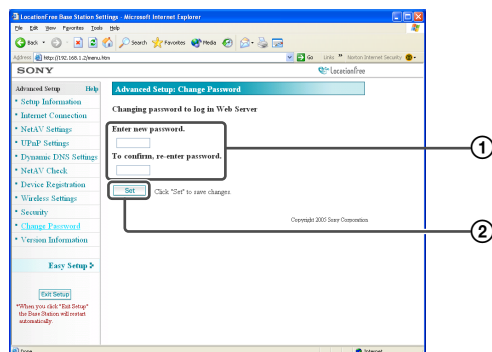 LocationFree Base Station Settings - Microsoft Internet Explorer
File Edit View Favorites Tools Help
Back Search Favorites Media
Address http://192.168.1.2/menu.htm Go Links » Norton Internet Security
SONY LocationFree
Advanced Setup Help
Setup Information
Internet Connection
NetAV Settings
UPnP Settings
Dynamic DNS Settings
NetAV Check
Device Registration
Wireless Settings
Security
Change Password
Version Information
Easy Setup
Exit Setup
*When you click "Exit Setup"
the Base Station will restart
automatically.
Advanced Setup: Change Password
Changing password to log in Web Server
Enter new password.
To confirm, re-enter password.
Set Click "Set" to save changes.
Copyright 2005 Sony Corporation
Done Internet
1
2